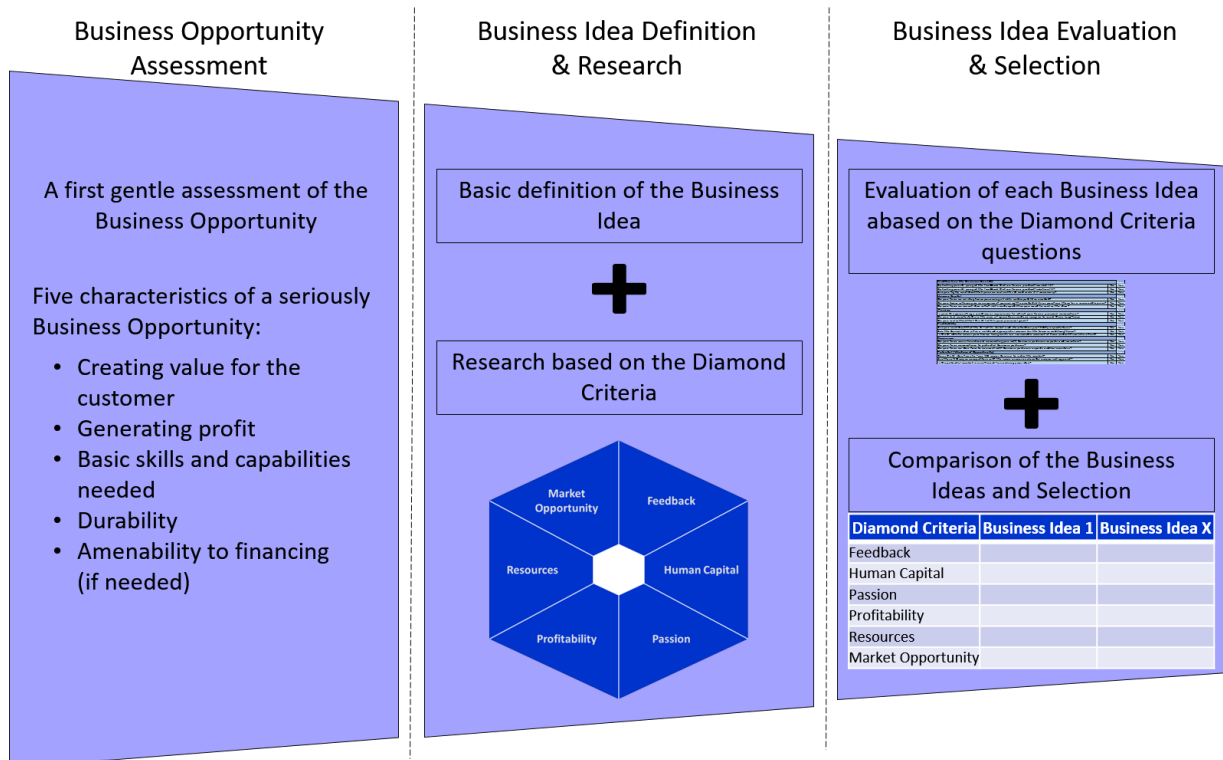 Business Opportunity
Assessment
A first gentle assessment of the
Business Opportunity
Five characteristics of a seriously
Business Opportunity:
• Creating value for the
customer
• Generating profit
• Basic skills and capabilities
needed
• Durability
• Amenability to financing
(if needed)
Business Idea Definition
& Research
Basic definition of the Business
Idea
Research based on the Diamond
Criteria
Market
Opportunity
Feedback
Resources
Human Capital
Profitability
Passion
Business Idea Evaluation
& Selection
Evaluation of each Business Idea
abased on the Diamond Criteria
questions
Comparison of the Business
Ideas and Selection
Diamond Criteria Business Idea 1 Business Idea X
Feedback
Human Capital
Passion
Profitability
Resources
Market Opportunity